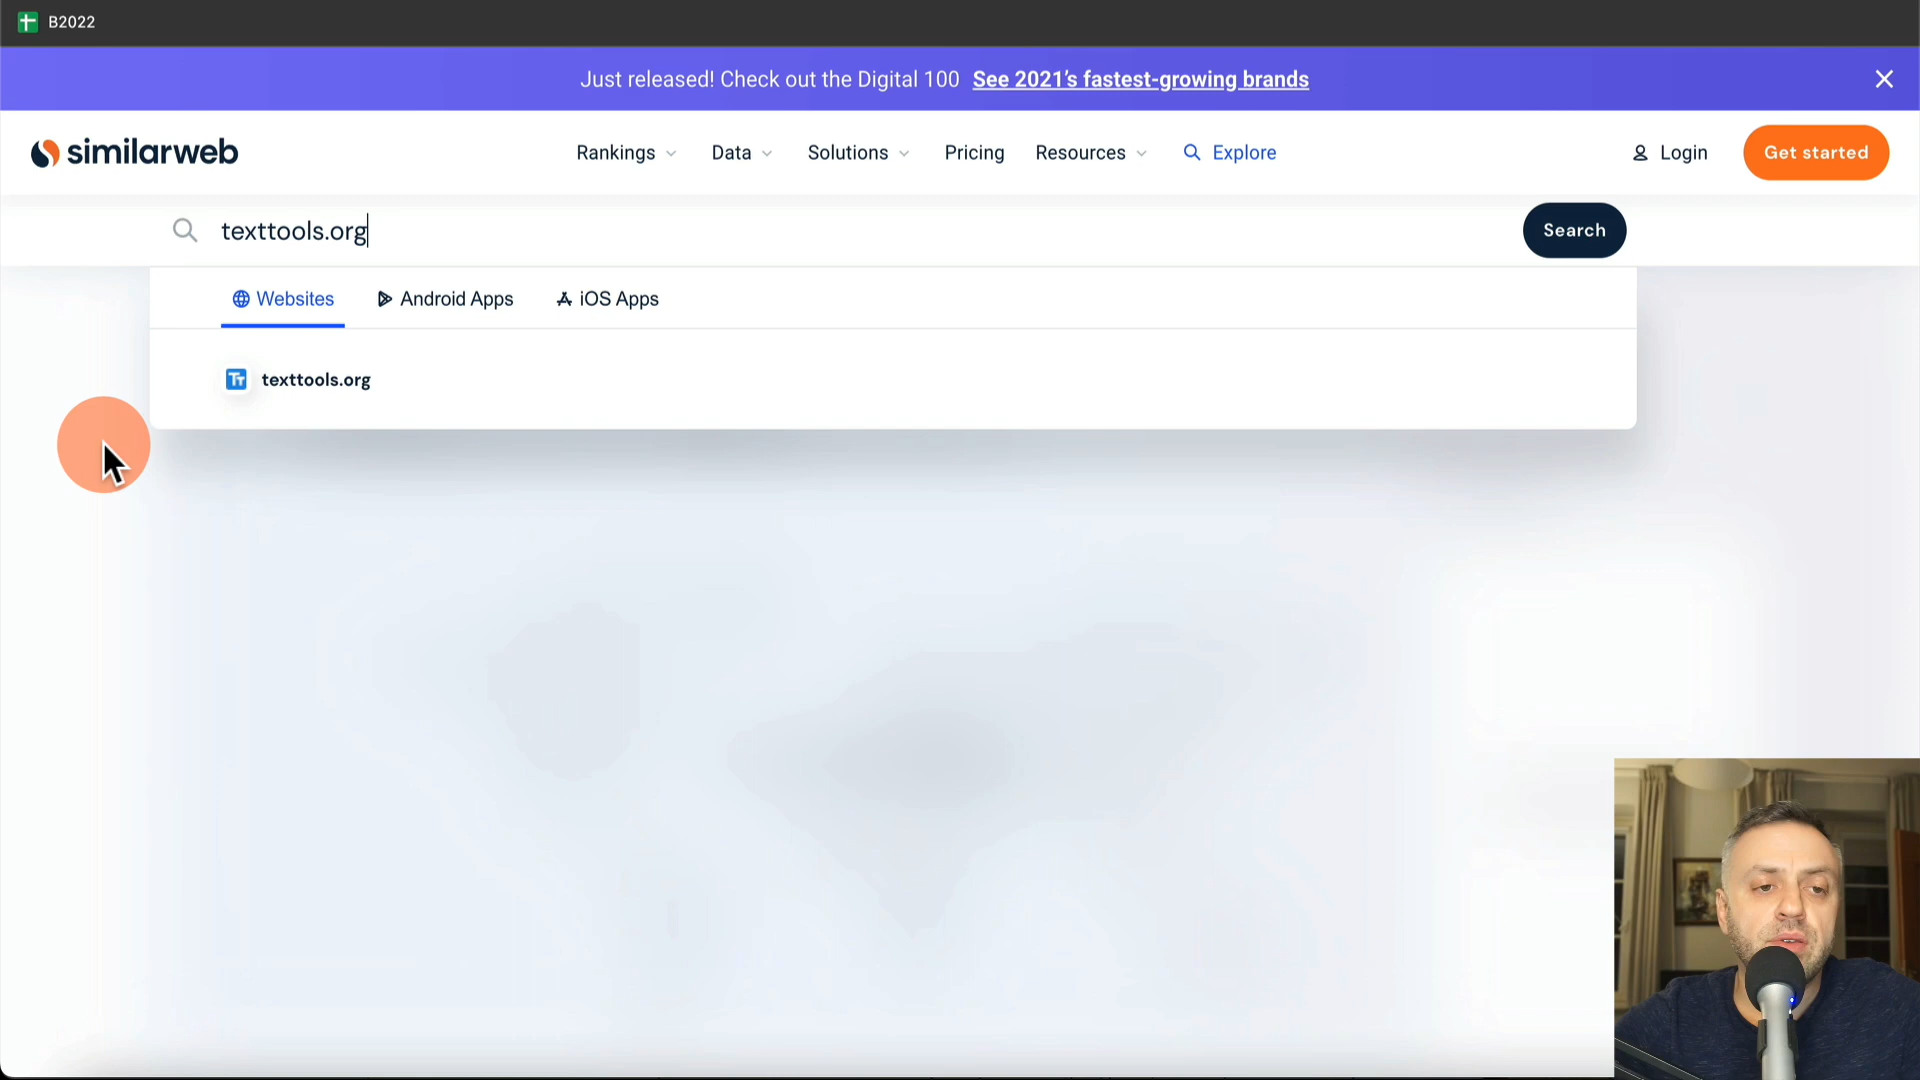 B2022
Just released! Check out the Digital 100 See 2021's fastest-growing brands
similarweb Rankings Data Solutions Pricing Resources Explore Login Get started
texttools.org Search
Websites Android Apps iOS Apps
texttools.org